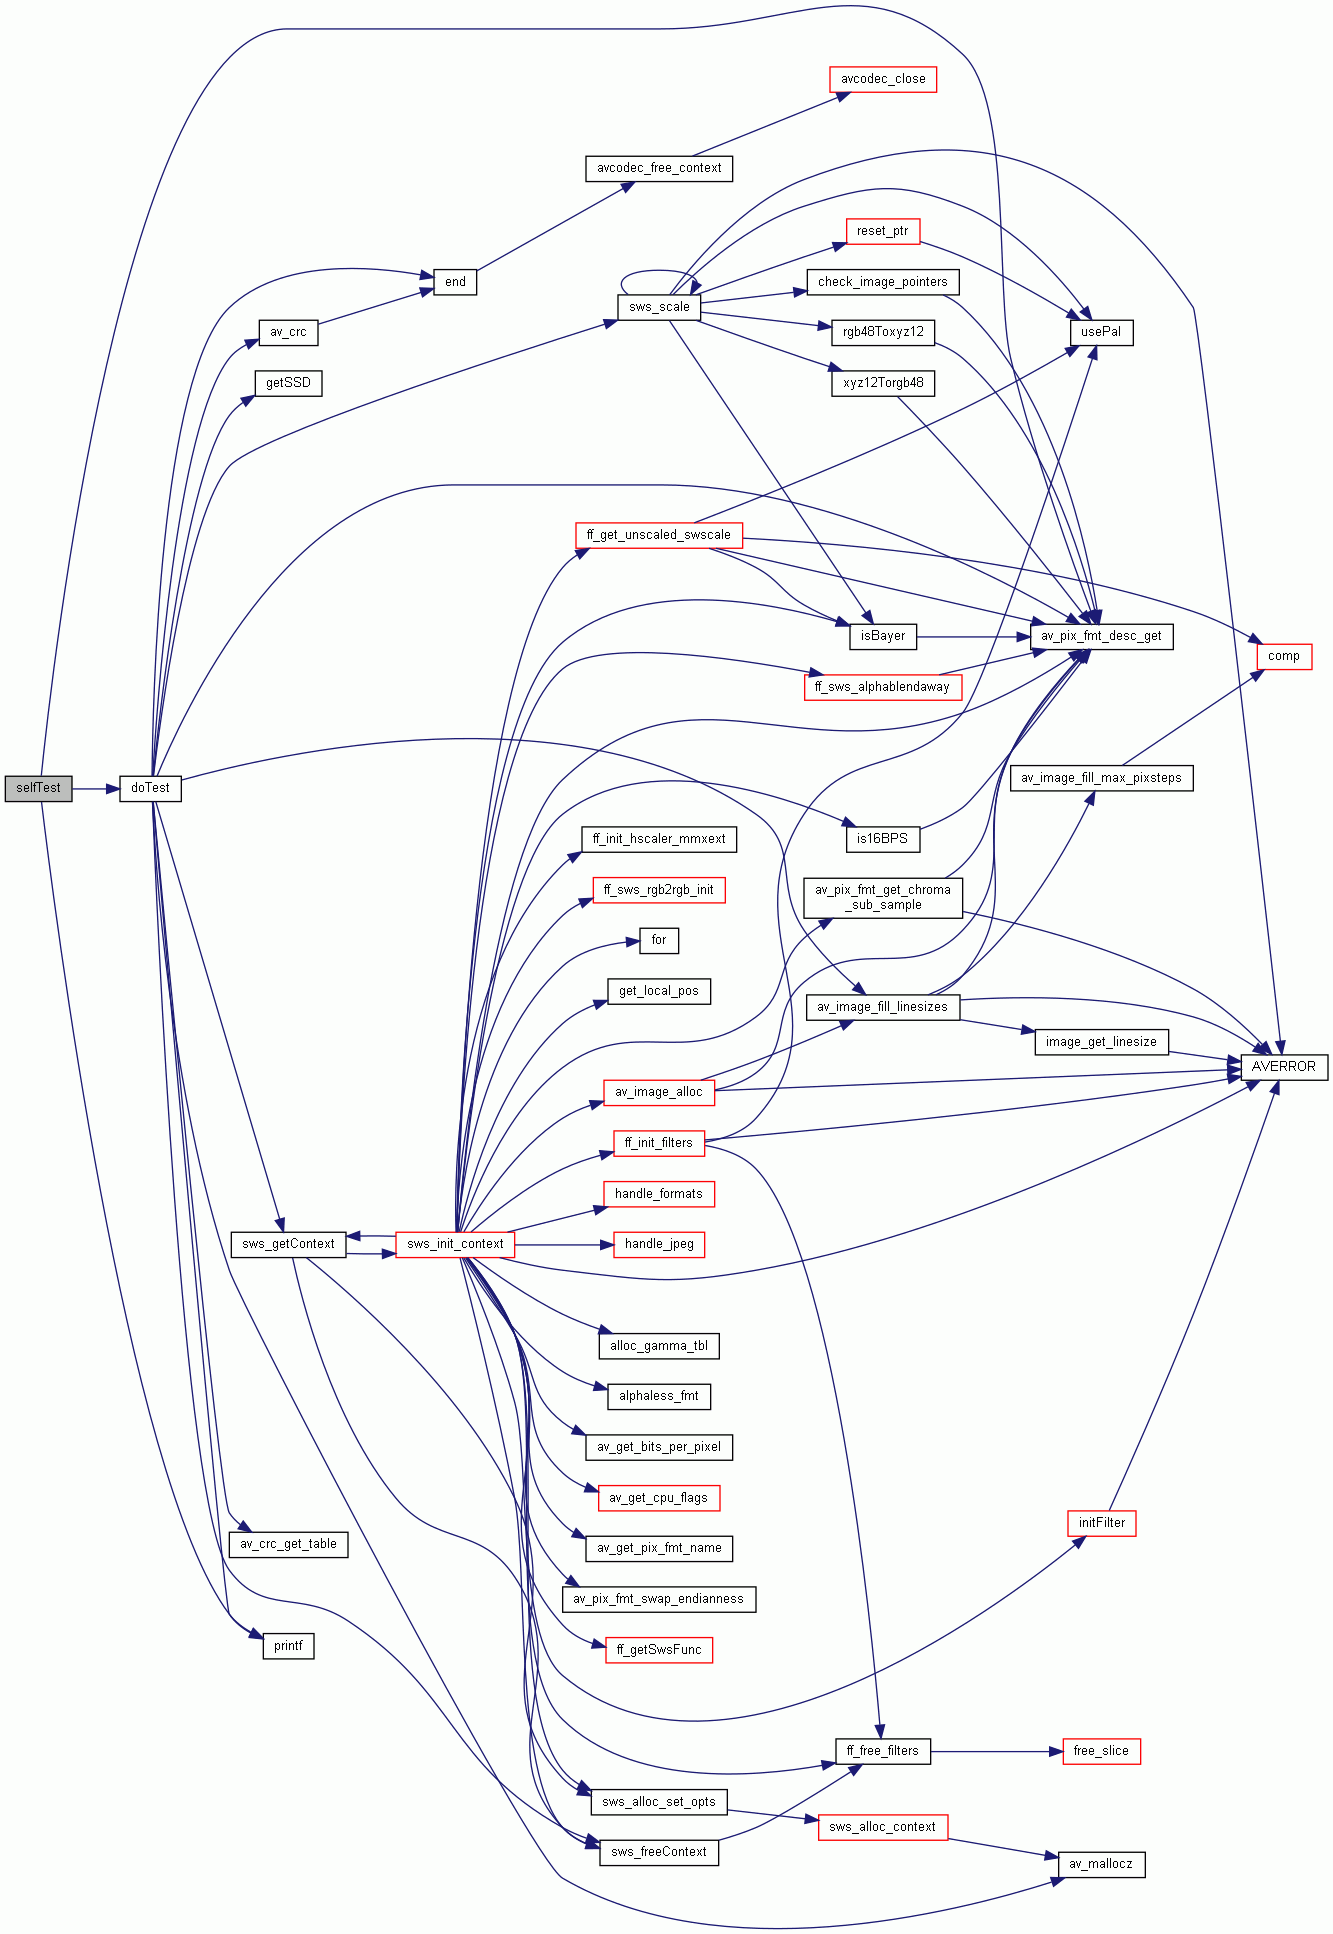 avcodec_close
avcodec_free_context
reset_ptr
end
check_image_pointers
sws_scale
av_crc
rgb48Toxyz12
usePal
getSSD
xyz12Torgb48
ff_get_unscaled_swscale
isBayer
av_pix_fmt_desc_get
comp
ff_sws_alphablendaway
av_image_fill_max_pixsteps
selfTest
doTest
ff_init_hscaler_mmxext
is16BPS
ff_sws_rgb2rgb_init
av_pix_fmt_get_chroma
_sub_sample
for
get_local_pos
av_image_fill_linesizes
image_get_linesize
AVERROR
av_image_alloc
ff_init_filters
handle_formats
sws_getContext
sws_init_context
handle_jpeg
alloc_gamma_tbl
alphaless_fmt
av_get_bits_per_pixel
av_get_cpu_flags
initFilter
av_crc_get_table
av_get_pix_fmt_name
av_pix_fmt_swap_endianness
printf
ff_getSwsFunc
ff_free_filters
free_slice
sws_alloc_set_opts
sws_alloc_context
sws_freeContext
av_mallocz